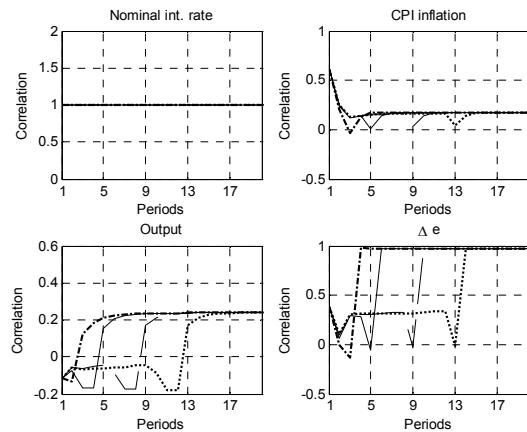 Nominal int. rate
2
1.5
1
0.5
0
Correlation
1 5 9 13 17
Periods
CPI inflation
1
0.5
0
-0.5
Correlation
1 5 9 13 17
Periods
Output
0.6
0.4
0.2
0
-0.2
Correlation
1 5 9 13 17
Periods
Δ e
1
0.5
0
-0.5
Correlation
1 5 9 13 17
Periods